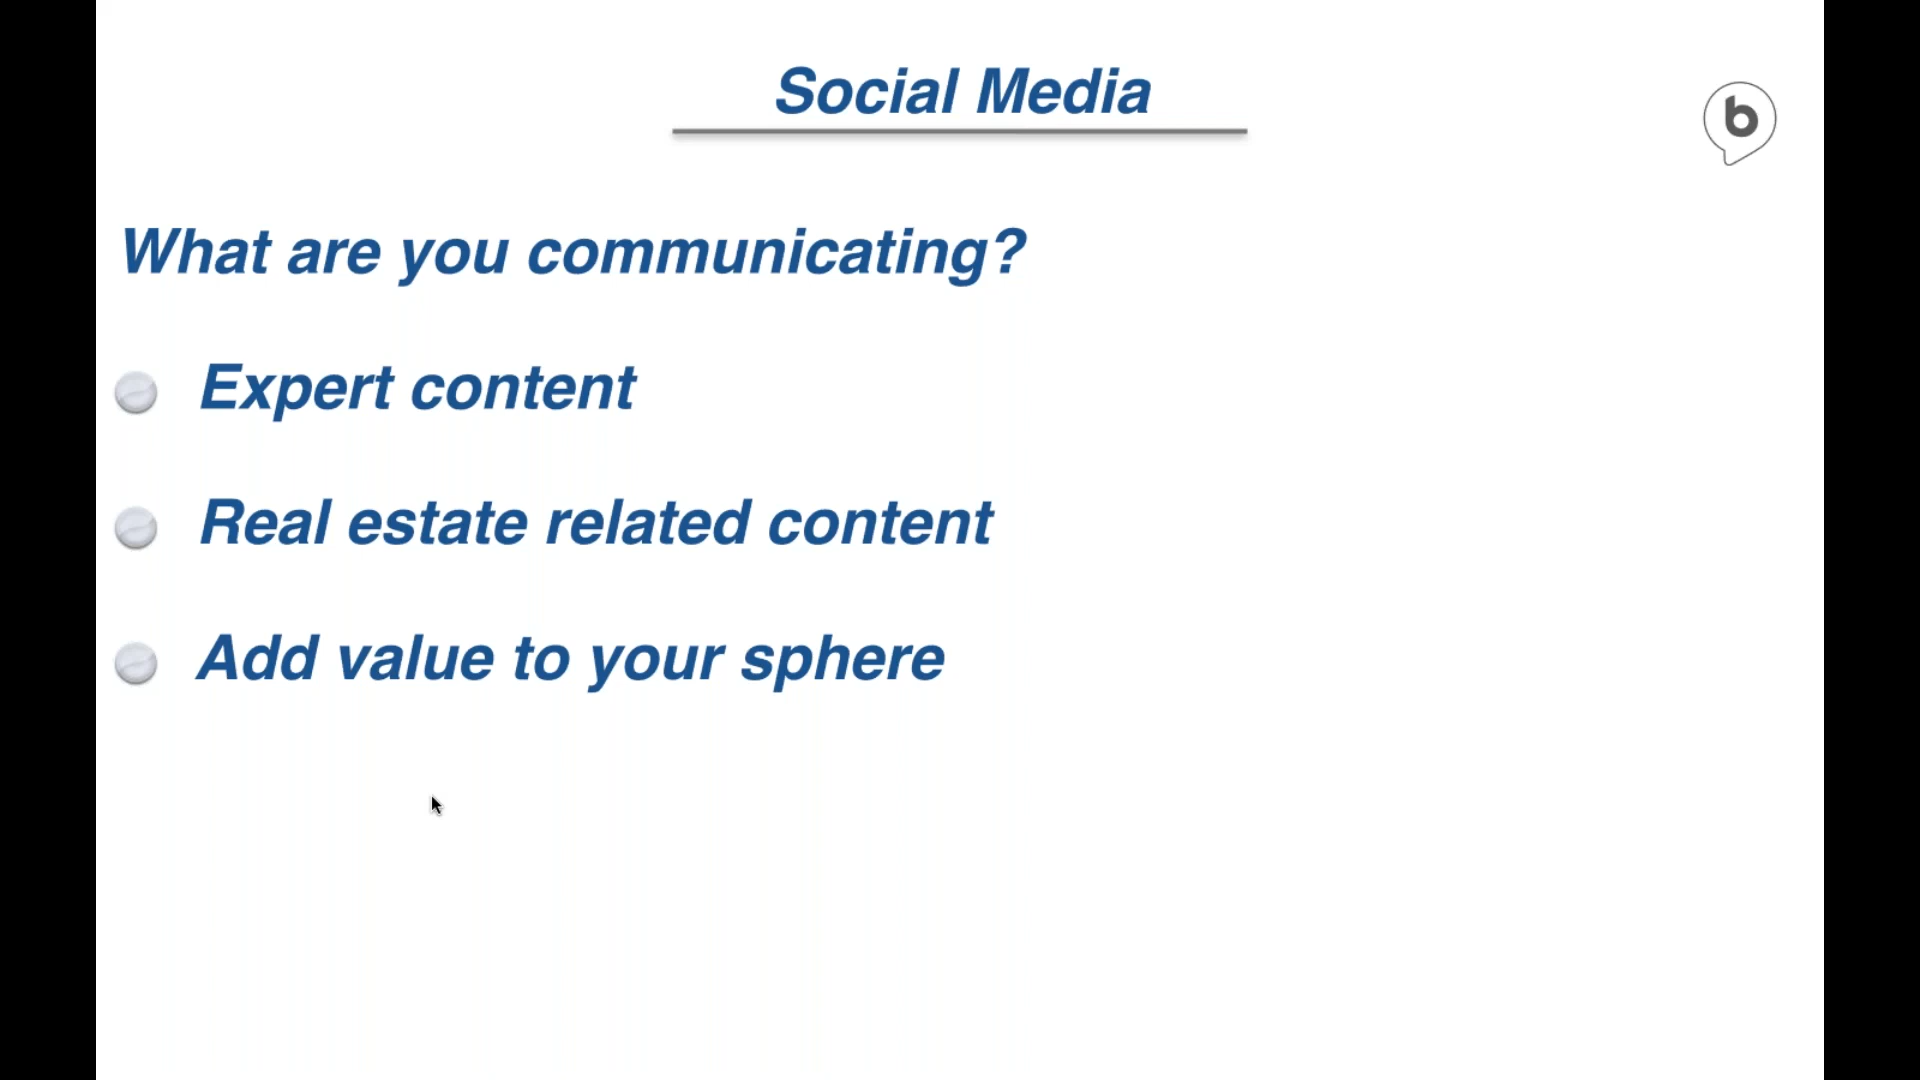 Social Media
b
What are you communicating?
Expert content
Real estate related content
Add value to your sphere